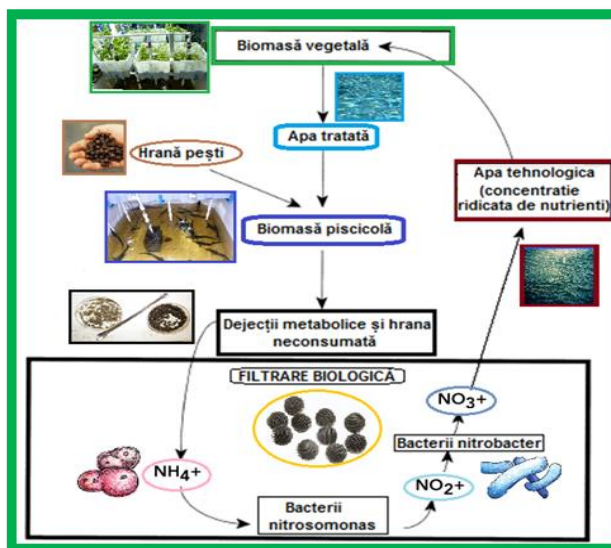 Biomasă vegetală
Apa tratată
Hrană pești
Apa tehnologica
(concentratie
ridicata de nutrienti)
Biomasă piscicolă
Dejecții metabolice și hrana
neconsumată
FILTRARE BIOLOGICĂ
NO3+
Bacterii nitrobacter
NH4+
NO2+
Bacterii
nitrosomonas